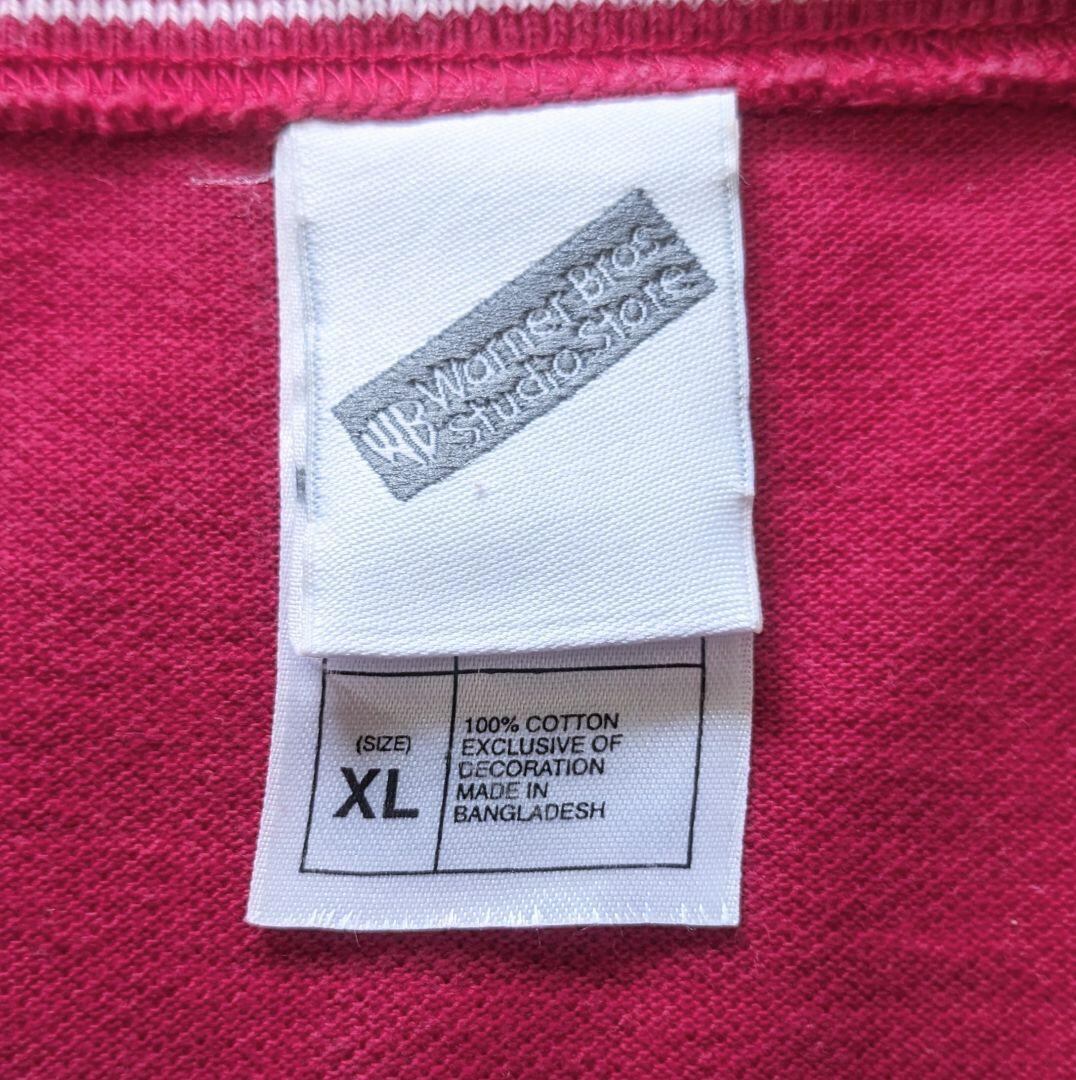 WB Warner Bros
Studio Store
(SIZE)
XL
100% COTTON
EXCLUSIVE OF
DECORATION
MADE IN
BANGLADESH